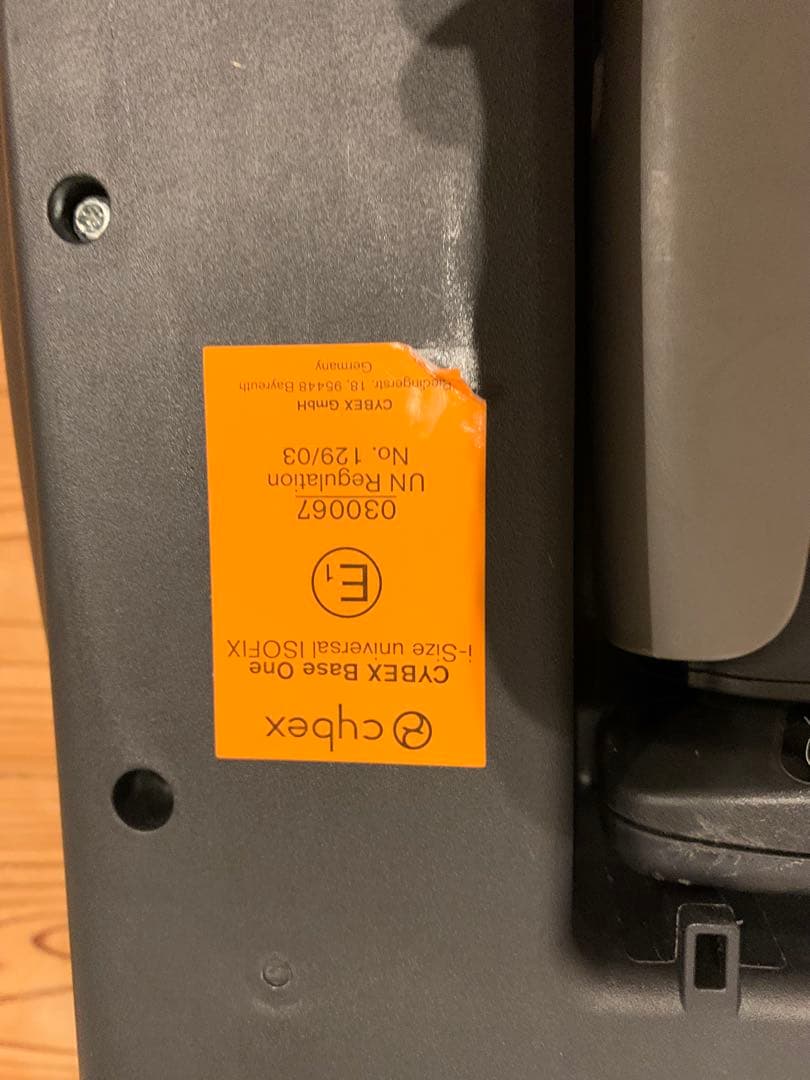 cybex
CYBEX Base One
i-Size universal ISOFIX
E1
030067
UN Regulation
No. 129/03
CYBEX GmbH
Riedingerstr. 18, 95448 Bayreuth
Germany